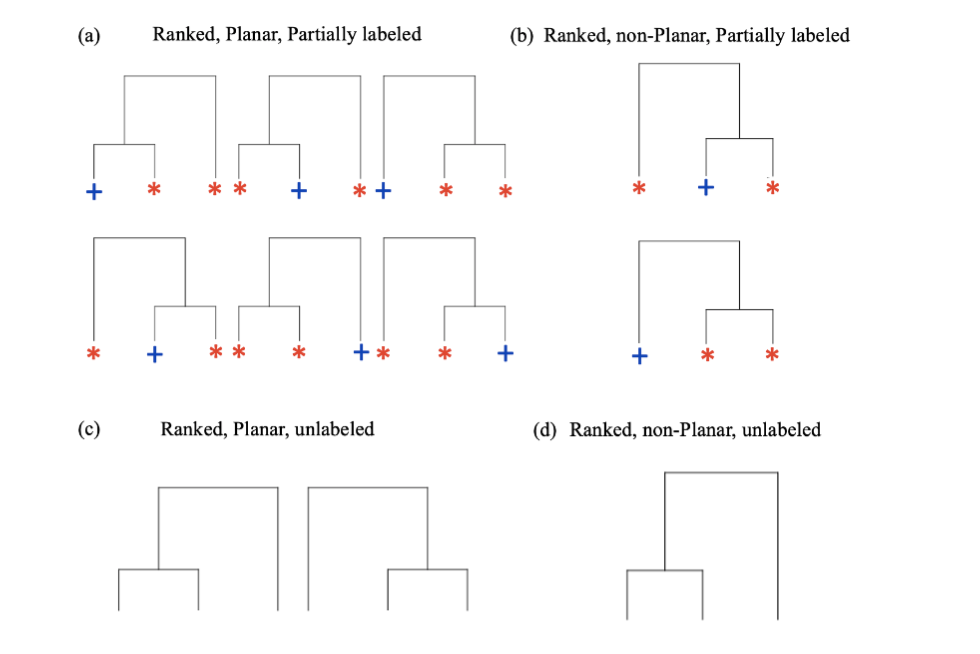 (a) Ranked, Planar, Partially labeled
(b) Ranked, non-Planar, Partially labeled
+ * * * + * + * *
* + *
* + * * * + * * +
+ * *
(c) Ranked, Planar, unlabeled
(d) Ranked, non-Planar, unlabeled